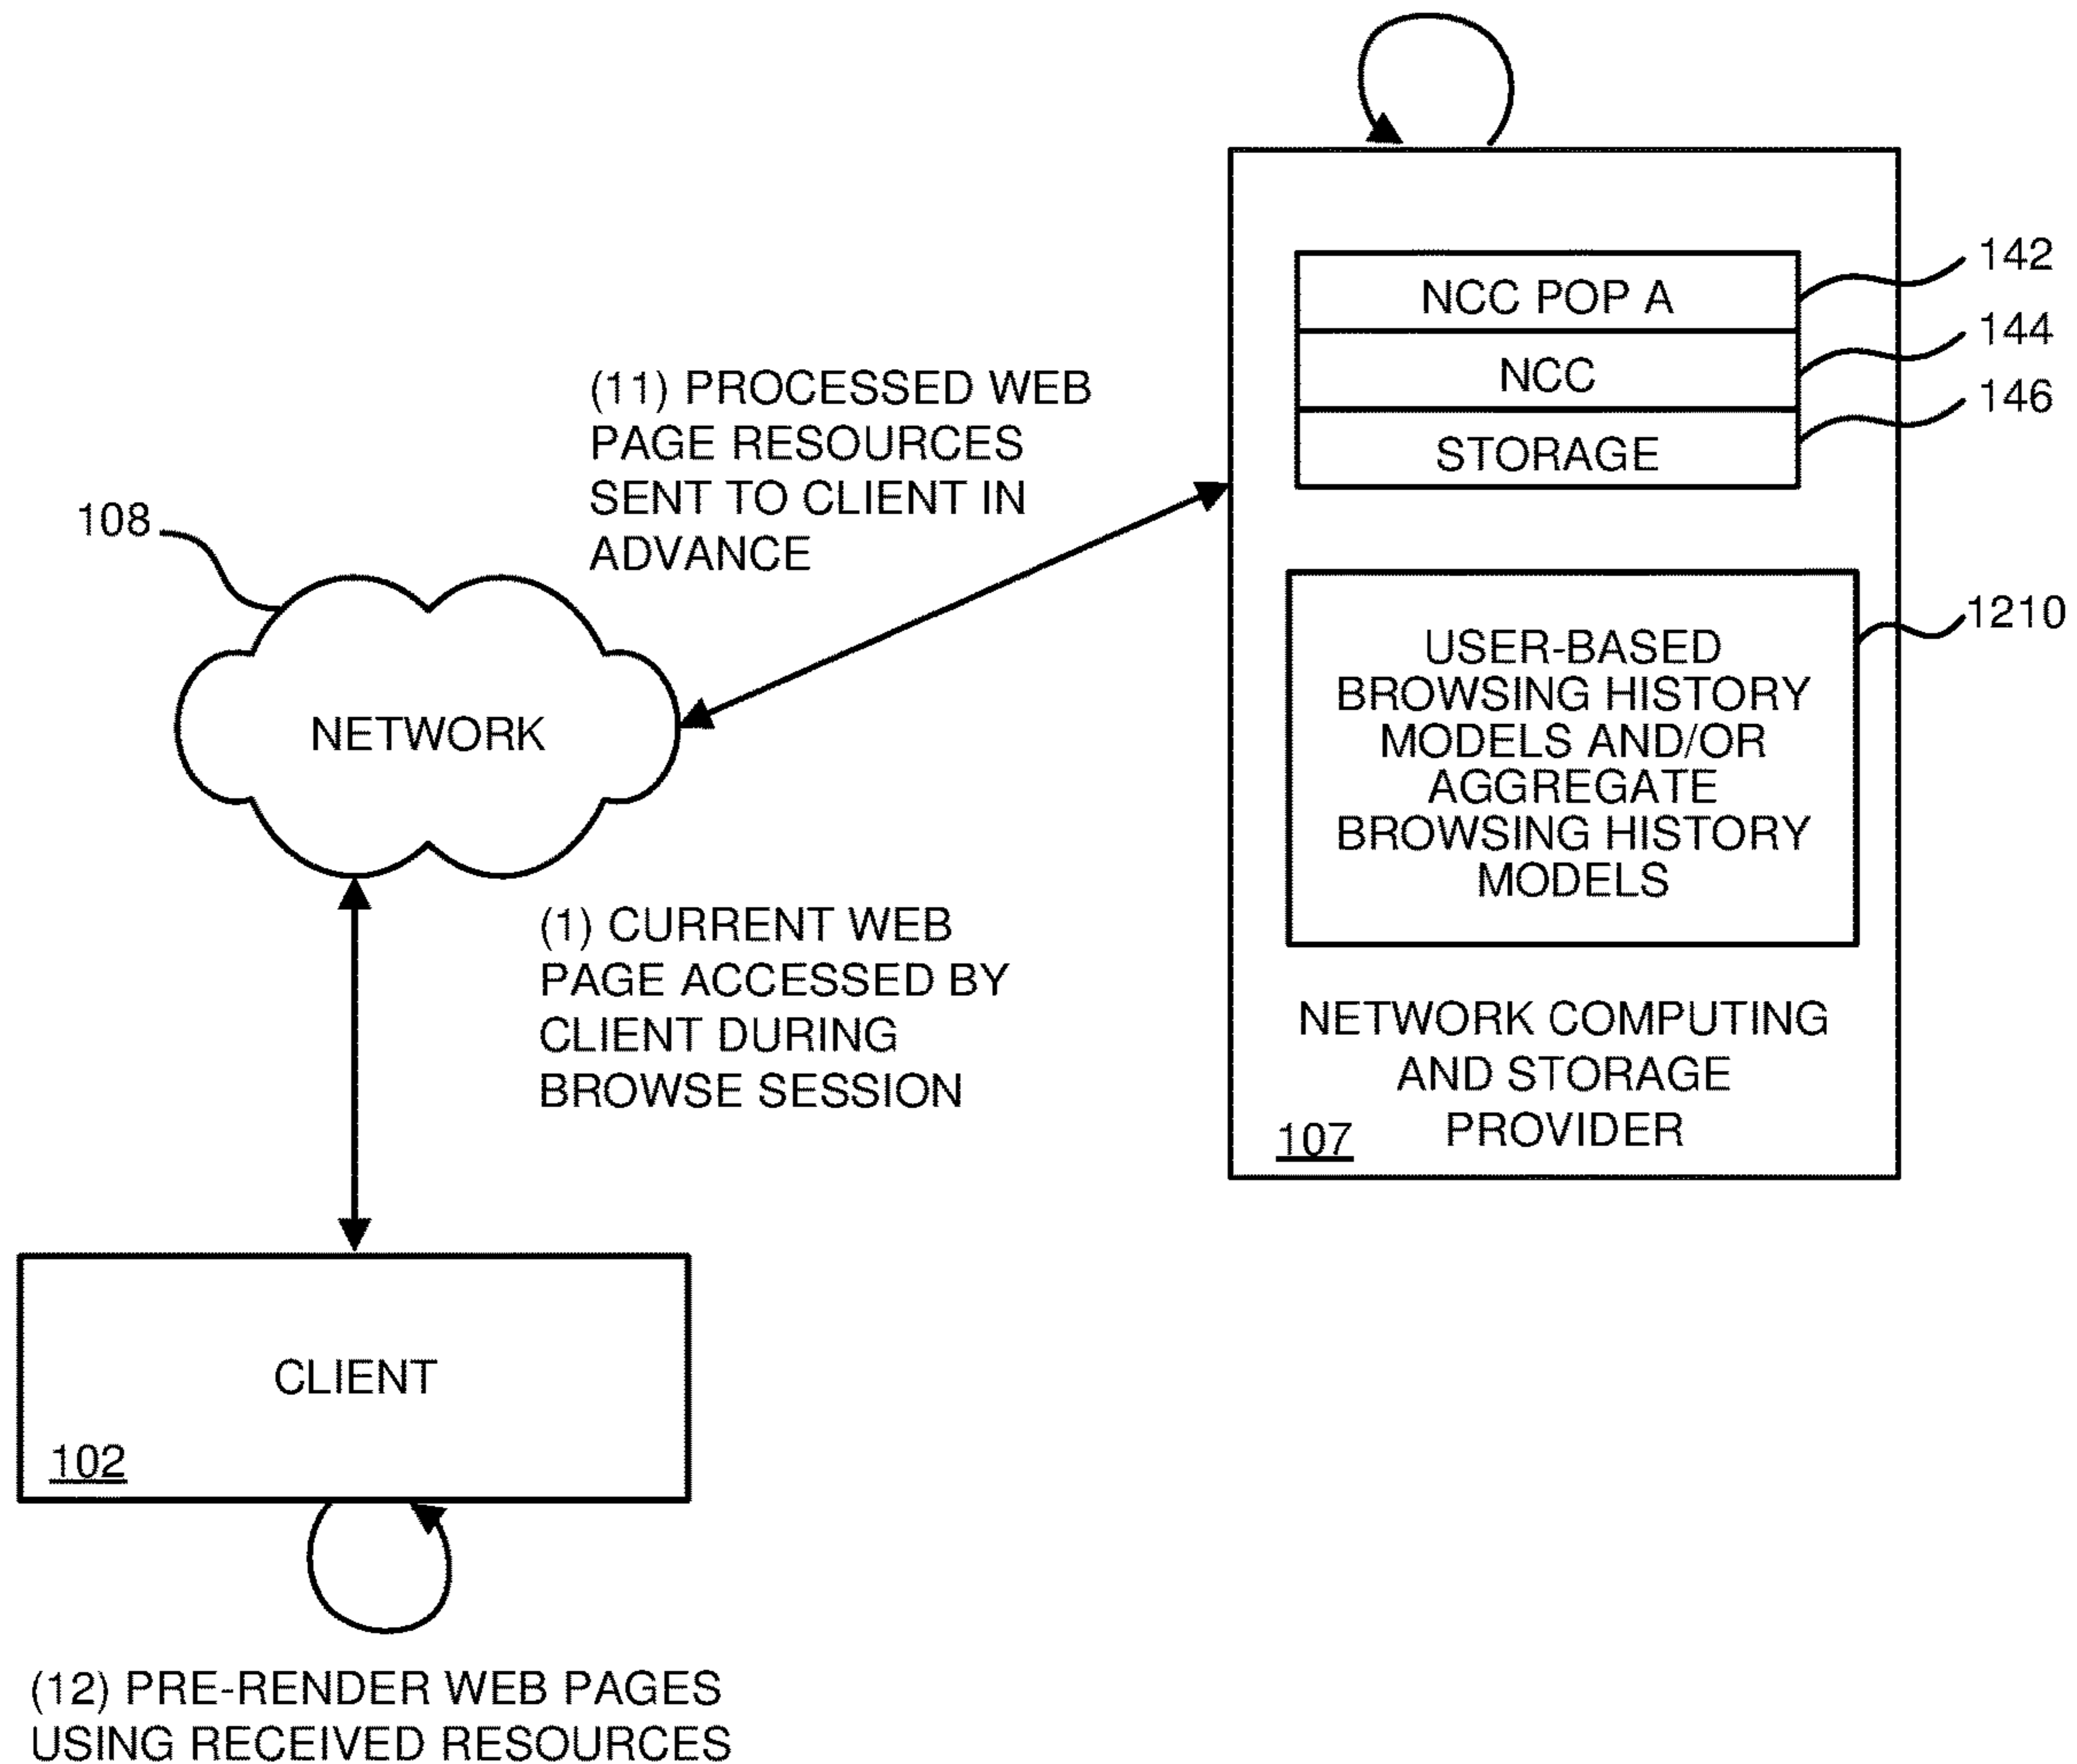 142
NCC POP A
144
NCC
146
STORAGE
(11) PROCESSED WEB
PAGE RESOURCES
SENT TO CLIENT IN
ADVANCE
108
1210
USER-BASED
BROWSING HISTORY
MODELS AND/OR
AGGREGATE
BROWSING HISTORY
MODELS
NETWORK
(1) CURRENT WEB
PAGE ACCESSED BY
CLIENT DURING
BROWSE SESSION
NETWORK COMPUTING
AND STORAGE
PROVIDER
107
CLIENT
102
(12) PRE-RENDER WEB PAGES
USING RECEIVED RESOURCES